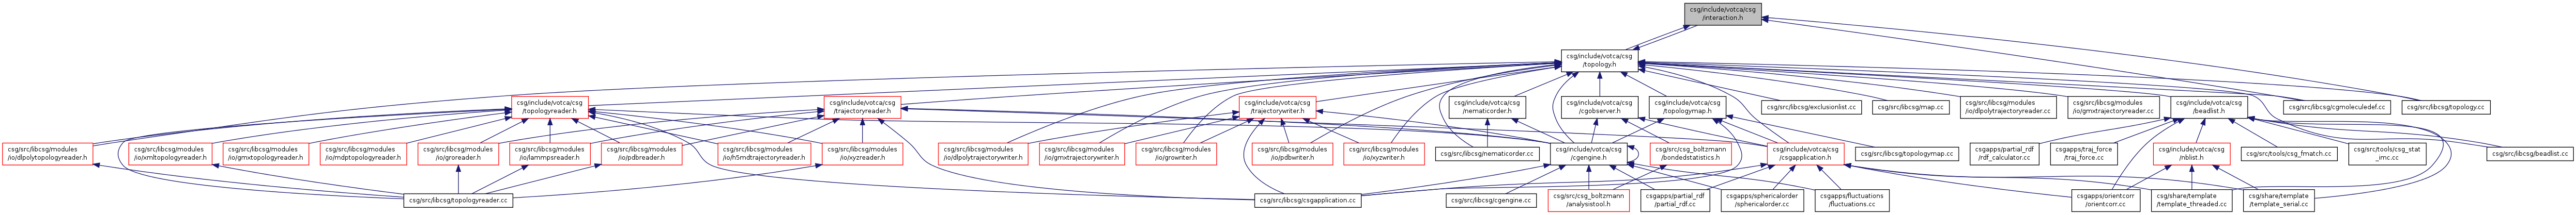 csg/include/votca/csg
/interaction.h
csg/include/votca/csg
/topology.h
csg/include/votca/csg
/topologyreader.h
csg/include/votca/csg
/trajectoryreader.h
csg/include/votca/csg
/trajectorywriter.h
csg/include/votca/csg
/nematicorder.h
csg/include/votca/csg
/cgobserver.h
csg/include/votca/csg
/topologymap.h
csg/src/libcsg/exclusionlist.cc
csg/src/libcsg/map.cc
csg/src/libcsg/modules
/io/dlpolytrajectoryreader.cc
csg/src/libcsg/modules
/io/gmxtrajectoryreader.cc
csg/include/votca/csg
/beadlist.h
csg/src/libcsg/cgmoleculedef.cc
csg/src/libcsg/topology.cc
csg/src/libcsg/modules
/io/dlpolytopologyreader.h
csg/src/libcsg/modules
/io/xmltopologyreader.h
csg/src/libcsg/modules
/io/gmxtopologyreader.h
csg/src/libcsg/modules
/io/mdptopologyreader.h
csg/src/libcsg/modules
/io/groreader.h
csg/src/libcsg/modules
/io/lammpsreader.h
csg/src/libcsg/modules
/io/pdbreader.h
csg/src/libcsg/modules
/io/h5mdtrajectoryreader.h
csg/src/libcsg/modules
/io/xyzreader.h
csg/src/libcsg/modules
/io/dlpolytrajectorywriter.h
csg/src/libcsg/modules
/io/gmxtrajectorywriter.h
csg/src/libcsg/modules
/io/growriter.h
csg/src/libcsg/modules
/io/pdbwriter.h
csg/src/libcsg/modules
/io/xyzwriter.h
csg/src/libcsg/nematicorder.cc
csg/include/votca/csg
/cgengine.h
csg/src/csg_boltzmann
/bondedstatistics.h
csg/include/votca/csg
/csgapplication.h
csg/src/libcsg/topologymap.cc
csgapps/partial_rdf
/rdf_calculator.cc
csgapps/traj_force
/traj_force.cc
csg/include/votca/csg
/nblist.h
csg/src/tools/csg_fmatch.cc
csg/src/tools/csg_stat
_imc.cc
csg/src/libcsg/beadlist.cc
csg/src/libcsg/topologyreader.cc
csg/src/libcsg/csgapplication.cc
csg/src/libcsg/cgengine.cc
csg/src/csg_boltzmann
/analysistool.h
csgapps/partial_rdf
/partial_rdf.cc
csgapps/sphericalorder
/sphericalorder.cc
csgapps/fluctuations
/fluctuations.cc
csgapps/orientcorr
/orientcorr.cc
csg/share/template
/template_threaded.cc
csg/share/template
/template_serial.cc